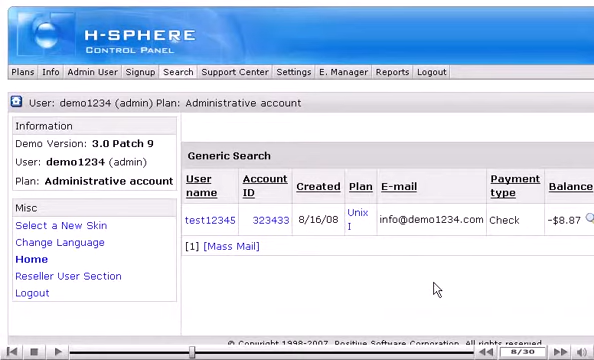 H-SPHERE
CONTROL PANEL
Plans Info Admin User Signup Search Support Center Settings E. Manager Reports Logout
User: demo1234 (admin) Plan: Administrative account
Information
Demo Version: 3.0 Patch 9
User: demo1234 (admin)
Plan: Administrative account
Misc
Select a New Skin
Change Language
Home
Reseller User Section
Logout
Generic Search
User name Account ID Created Plan E-mail Payment type Balance
test12345 323433 8/16/08 Unix I info@demo1234.com Check -$8.87
[1] [Mass Mail]
© Copyright 1998-2007. Positive Software Corporation. All rights reserved.
8/30